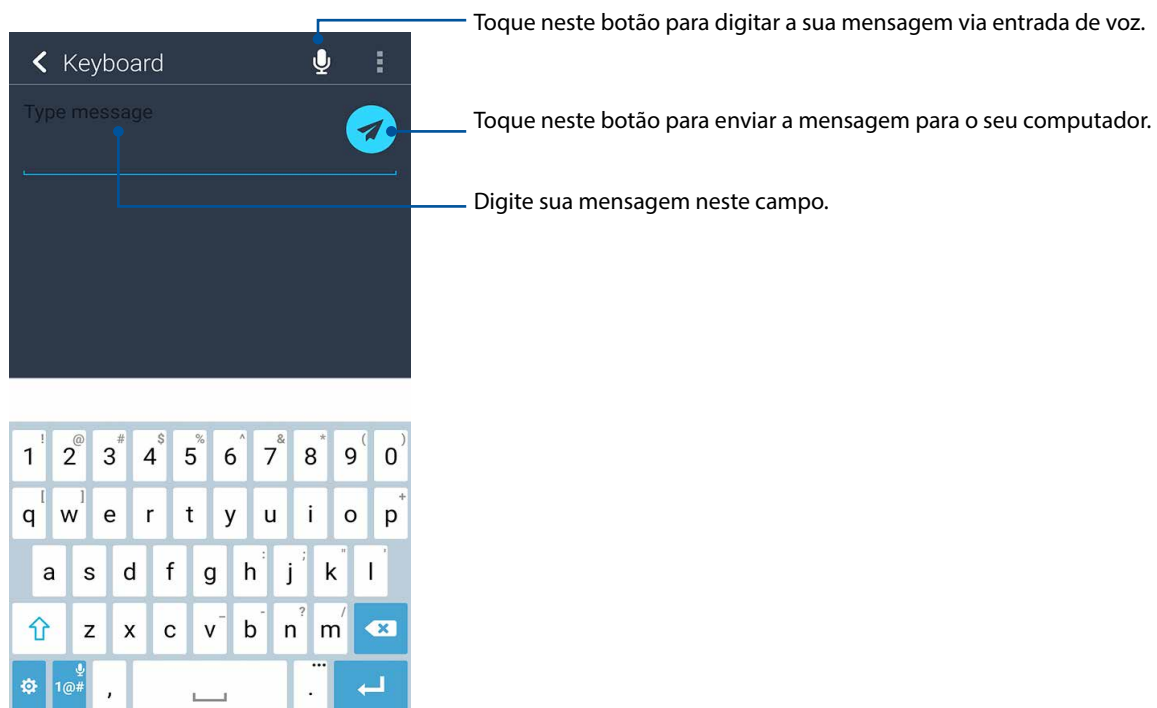 Toque neste botão para digitar a sua mensagem via entrada de voz.
Keyboard
Type message
Toque neste botão para enviar a mensagem para o seu computador.
Digite sua mensagem neste campo.
! @ # $ % ^ & * ( )
1 2 3 4 5 6 7 8 9 0
[ ] +
q w e r t y u i o p
: ; " '
a s d f g h j k l
_ - ? /
z x c v b n m
1@# , . ...